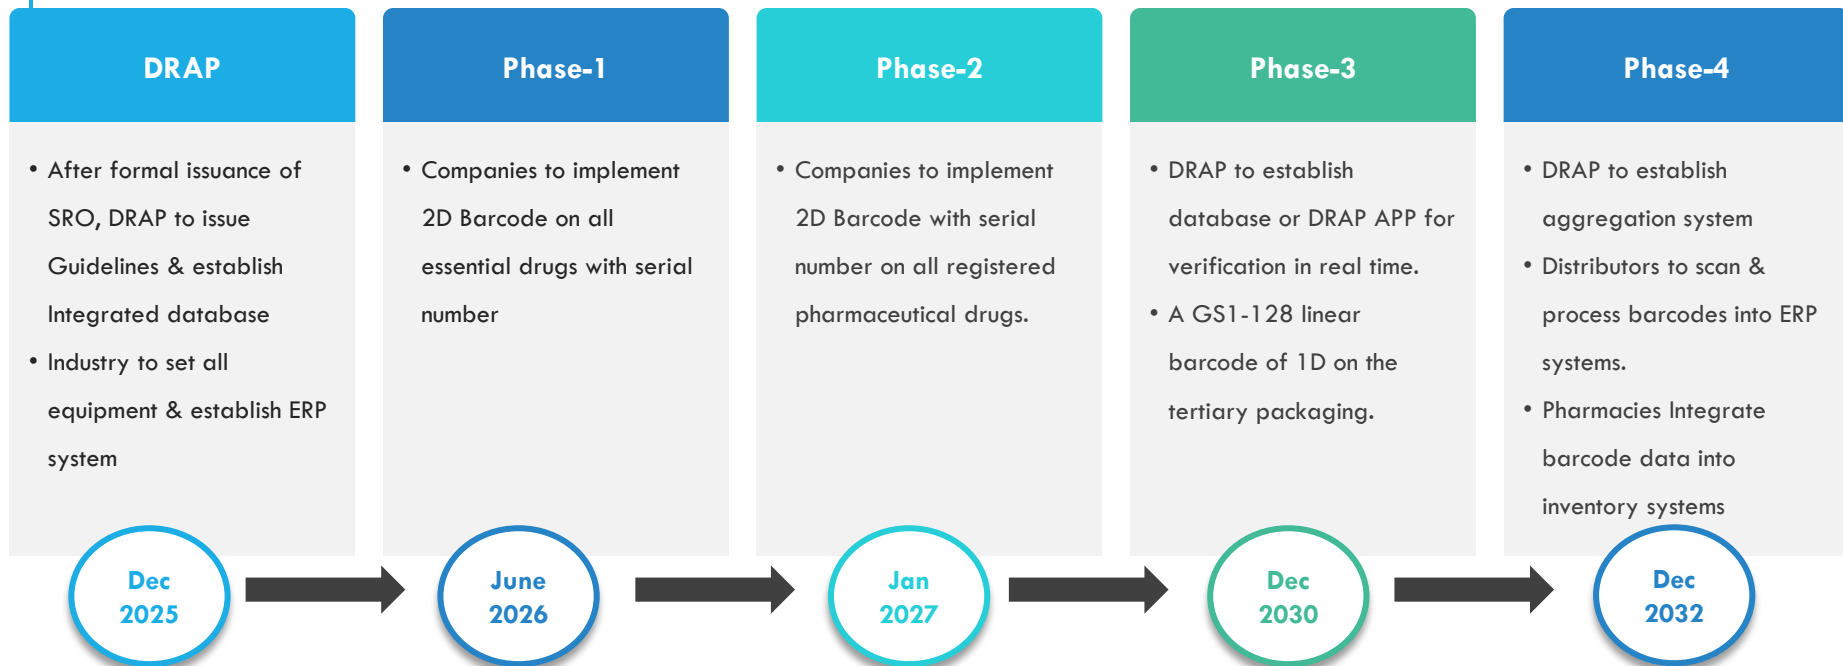 DRAP
• After formal issuance of
SRO, DRAP to issue
Guidelines & establish
Integrated database
• Industry to set all
equipment & establish ERP
system
Dec
2025
Phase-1
• Companies to implement
2D Barcode on all
essential drugs with serial
number
June
2026
Phase-2
• Companies to implement
2D Barcode with serial
number on all registered
pharmaceutical drugs.
Jan
2027
Phase-3
• DRAP to establish
database or DRAP APP for
verification in real time.
• A GS1-128 linear
barcode of 1D on the
tertiary packaging.
Dec
2030
Phase-4
• DRAP to establish
aggregation system
• Distributors to scan &
process barcodes into ERP
systems.
• Pharmacies Integrate
barcode data into
inventory systems
Dec
2032